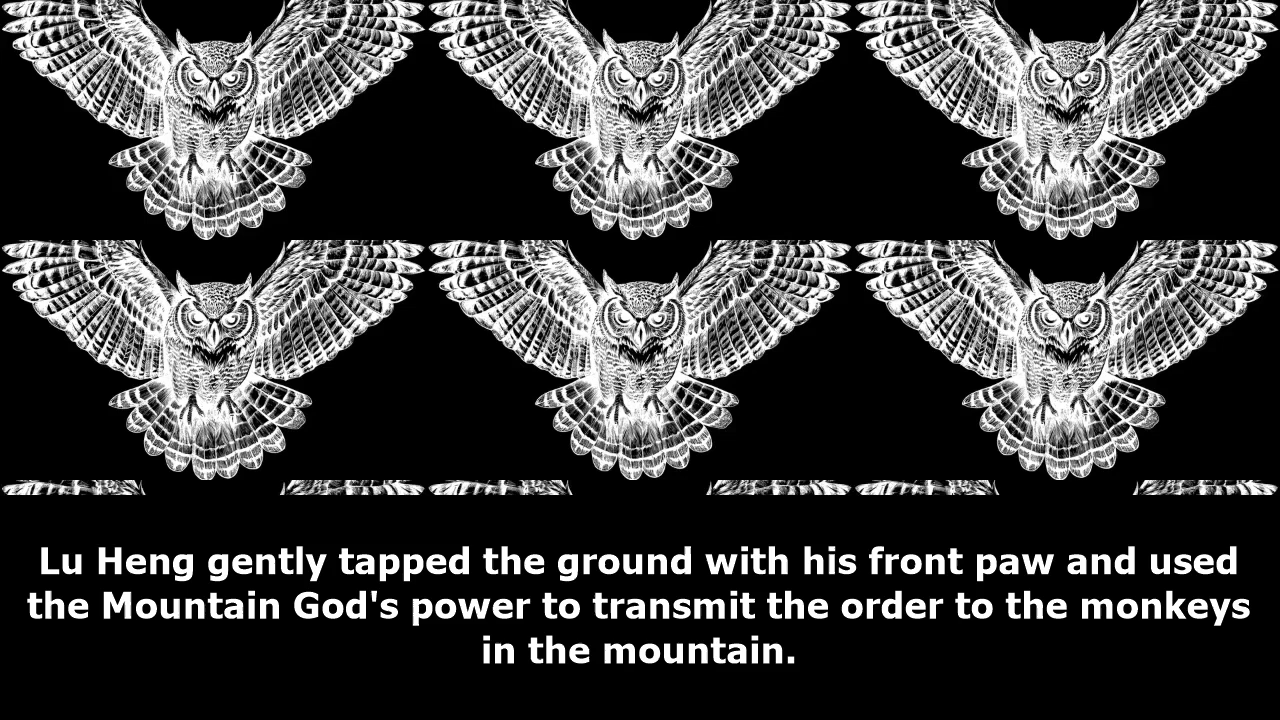 Lu Heng gently tapped the ground with his front paw and used
the Mountain God's power to transmit the order to the monkeys
in the mountain.